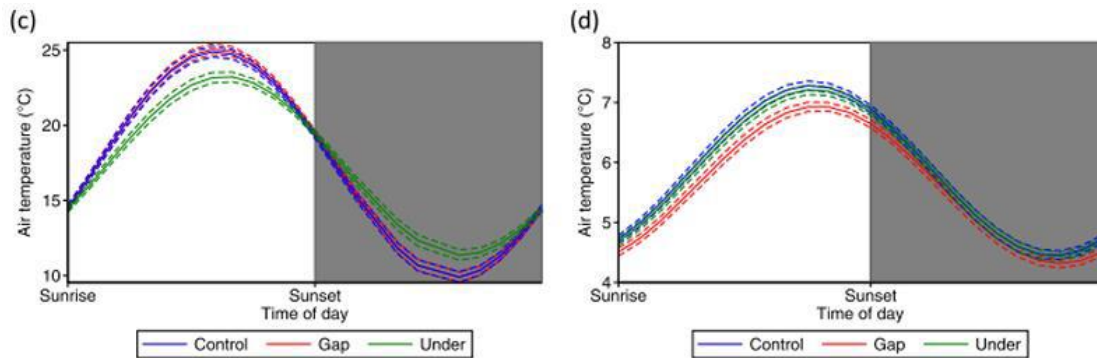 (c)
Air temperature (°C)
25
20
15
10
Sunrise
Sunset
Time of day
Control
Gap
Under
(d)
Air temperature (°C)
8
7
6
5
4
Sunrise
Sunset
Time of day
Control
Gap
Under